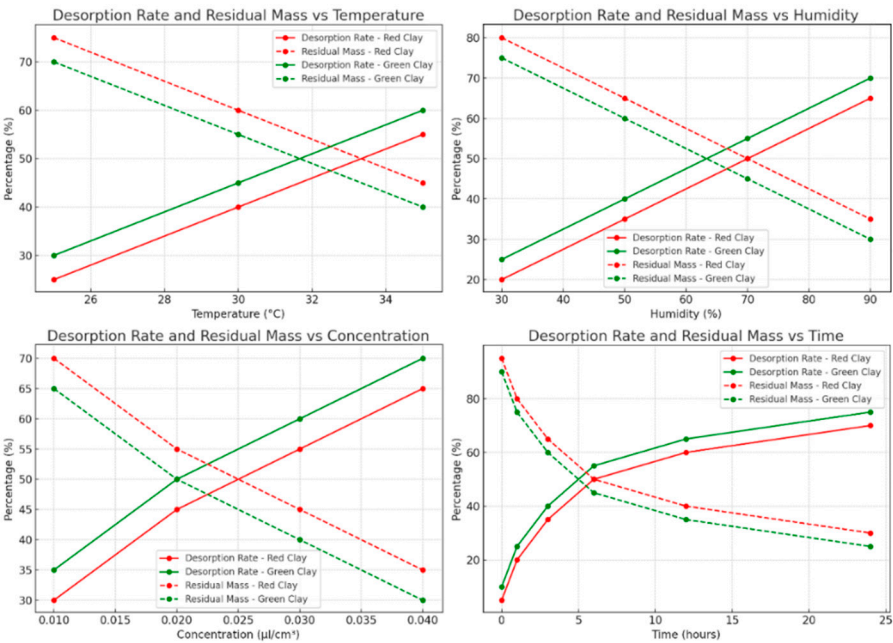 Desorption Rate and Residual Mass vs Temperature
Percentage (%)
70
60
50
40
30
Desorption Rate - Red Clay
Residual Mass - Red Clay
Desorption Rate - Green Clay
Residual Mass - Green Clay
26 28 30 32 34
Temperature (°C)
Desorption Rate and Residual Mass vs Humidity
Percentage (%)
80
70
60
50
40
30
20
Desorption Rate - Red Clay
Desorption Rate - Green Clay
Residual Mass - Red Clay
Residual Mass - Green Clay
30 40 50 60 70 80 90
Humidity (%)
Desorption Rate and Residual Mass vs Concentration
Percentage (%)
70
65
60
55
50
45
40
35
30
Desorption Rate - Red Clay
Desorption Rate - Green Clay
Residual Mass - Red Clay
Residual Mass - Green Clay
0.010 0.015 0.020 0.025 0.030 0.035 0.040
Concentration (µl/cm³)
Desorption Rate and Residual Mass vs Time
Percentage (%)
80
60
40
20
Desorption Rate - Red Clay
Desorption Rate - Green Clay
Residual Mass - Red Clay
Residual Mass - Green Clay
0 5 10 15 20 25
Time (hours)